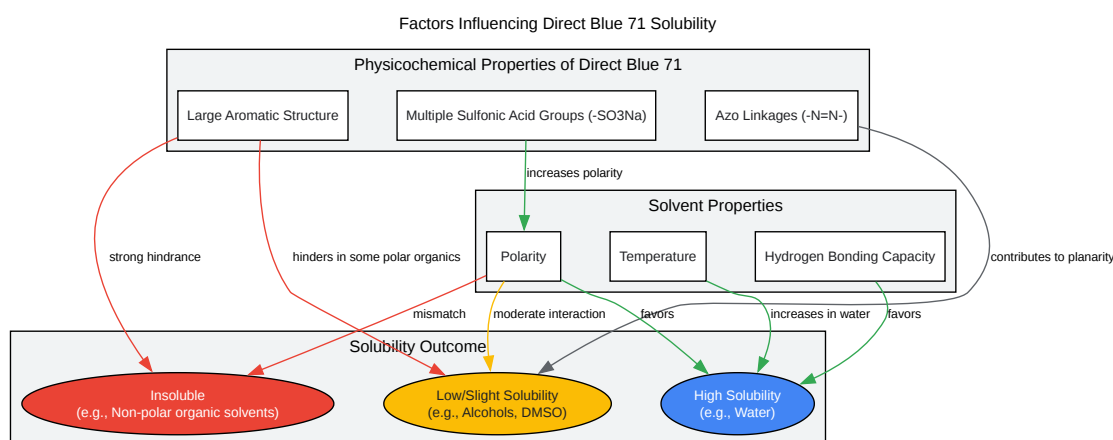 Factors Influencing Direct Blue 71 Solubility
Physicochemical Properties of Direct Blue 71
Large Aromatic Structure
Multiple Sulfonic Acid Groups (-SO3Na)
Azo Linkages (-N=N-)
increases polarity
Solvent Properties
Polarity
Temperature
Hydrogen Bonding Capacity
strong hindrance
hinders in some polar organics
contributes to planarity
mismatch
moderate interaction
favors
increases in water
favors
Solubility Outcome
Insoluble
(e.g., Non-polar organic solvents)
Low/Slight Solubility
(e.g., Alcohols, DMSO)
High Solubility
(e.g., Water)